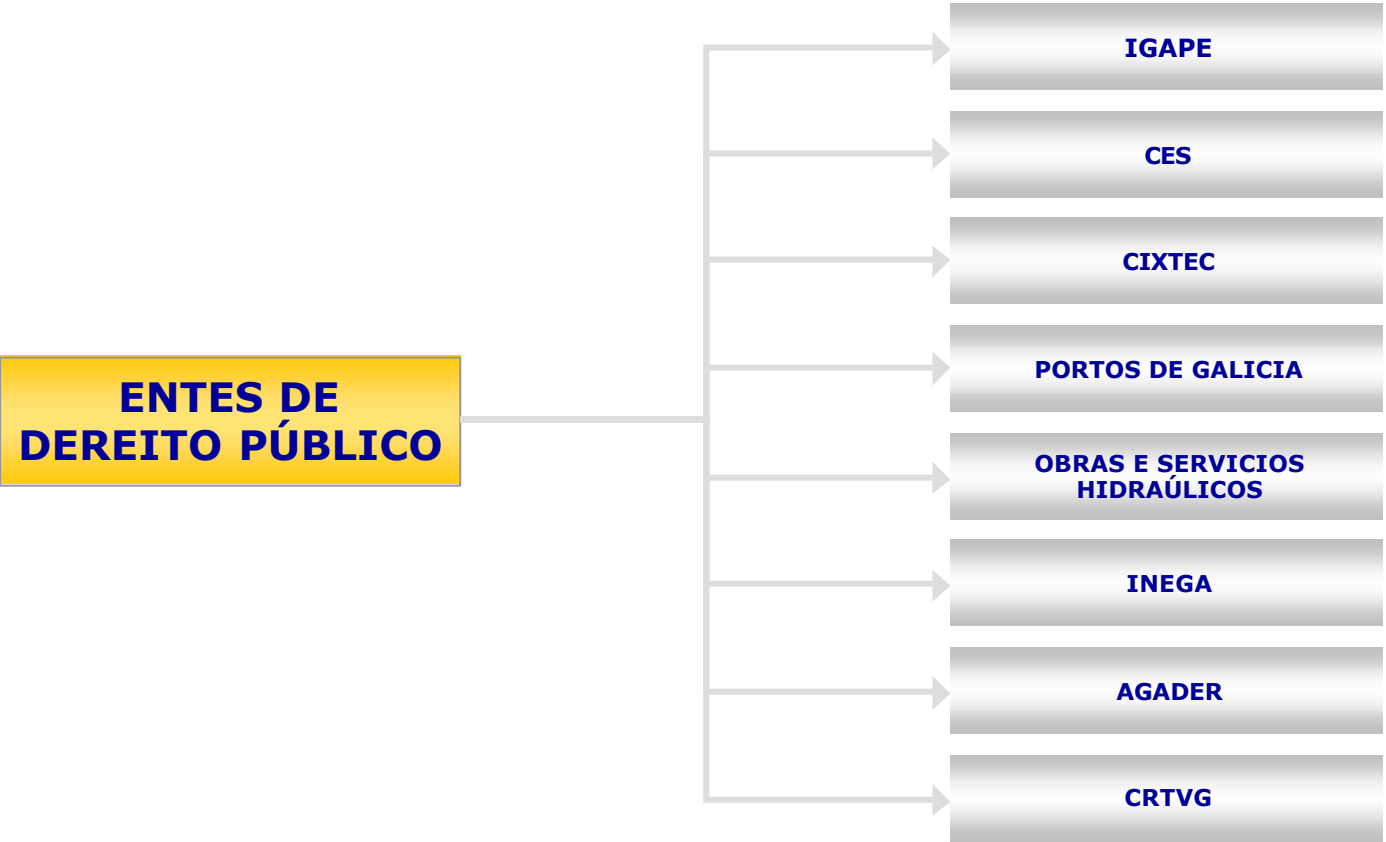 IGAPE
CES
CIXTEC
PORTOS DE GALICIA
ENTES DE
DEREITO PÚBLICO
OBRAS E SERVICIOS
HIDRAÚLICOS
INEGA
AGADER
CRTVG